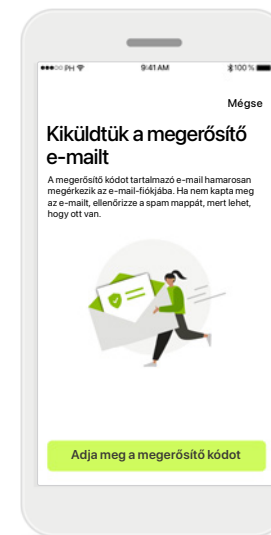 PH 9:41 AM 100 %
Mégse
Kiküldtük a megerősítő
e-mailt
A megerősítő kódot tartalmazó e-mail hamarosan
megérkezik az e-mail-fiókjába. Ha nem kapta meg
az e-mailt, ellenőrizze a spam mappát, mert lehet,
hogy ott van.
Adja meg a megerősítő kódot